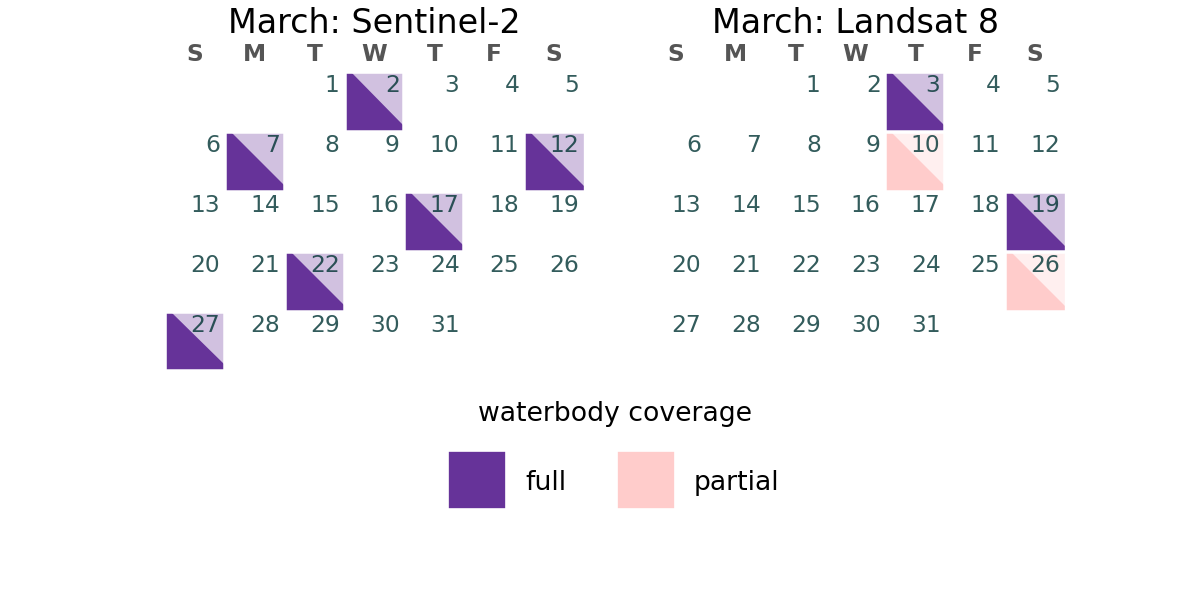 March: Sentinel-2
S M T W T F S
1 2 3 4 5
6 7 8 9 10 11 12
13 14 15 16 17 18 19
20 21 22 23 24 25 26
27 28 29 30 31
March: Landsat 8
S M T W T F S
1 2 3 4 5
6 7 8 9 10 11 12
13 14 15 16 17 18 19
20 21 22 23 24 25 26
27 28 29 30 31
waterbody coverage
full partial